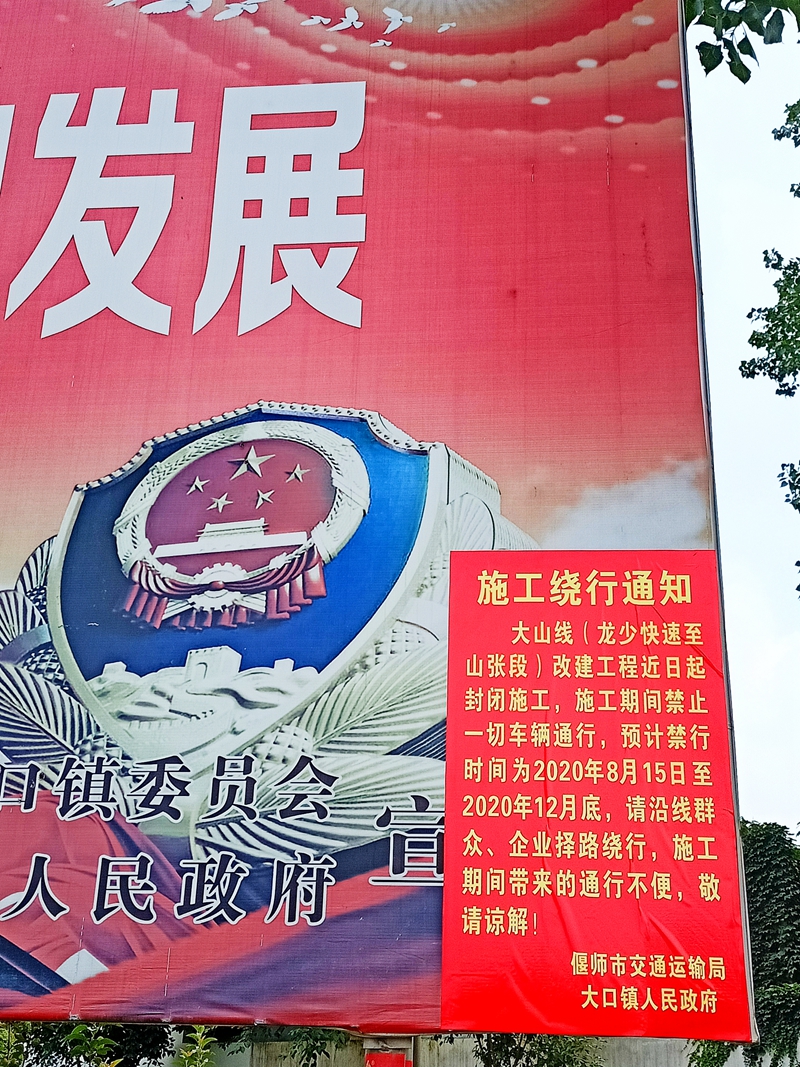 发展
口镇委员会
人民政府
宣
施工绕行通知
大山线（龙少快速至
山张段）改建工程近日起
封闭施工，施工期间禁止
一切车辆通行，预计禁行
时间为2020年8月15日至
2020年12月底，请沿线群
众、企业择路绕行，施工
期间带来的通行不便，敬
请谅解！
偃师市交通运输局
大口镇人民政府